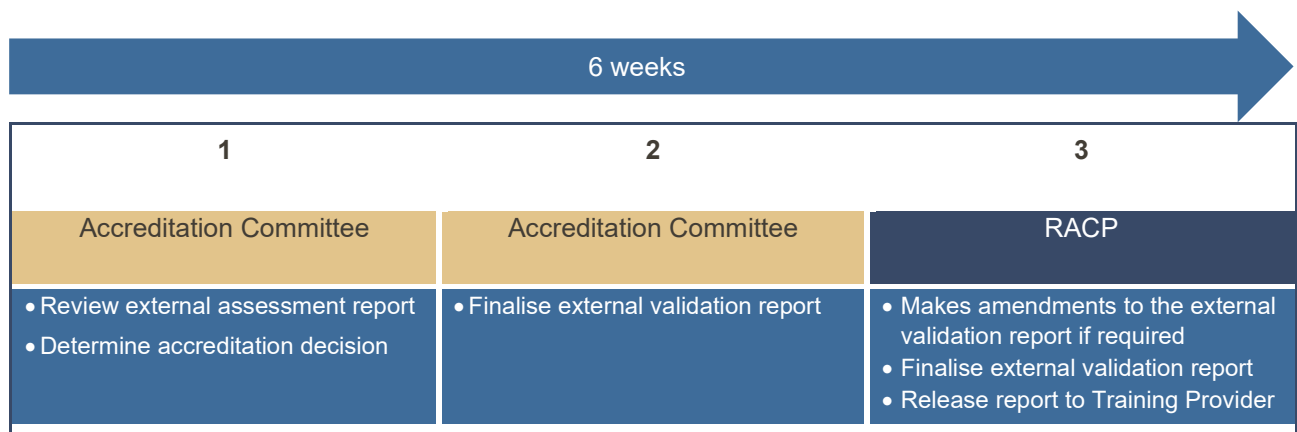 6 weeks
1
2
3
Accreditation Committee
Accreditation Committee
RACP
• Review external assessment report
• Determine accreditation decision
• Finalise external validation report
• Makes amendments to the external
validation report if required
• Finalise external validation report
• Release report to Training Provider